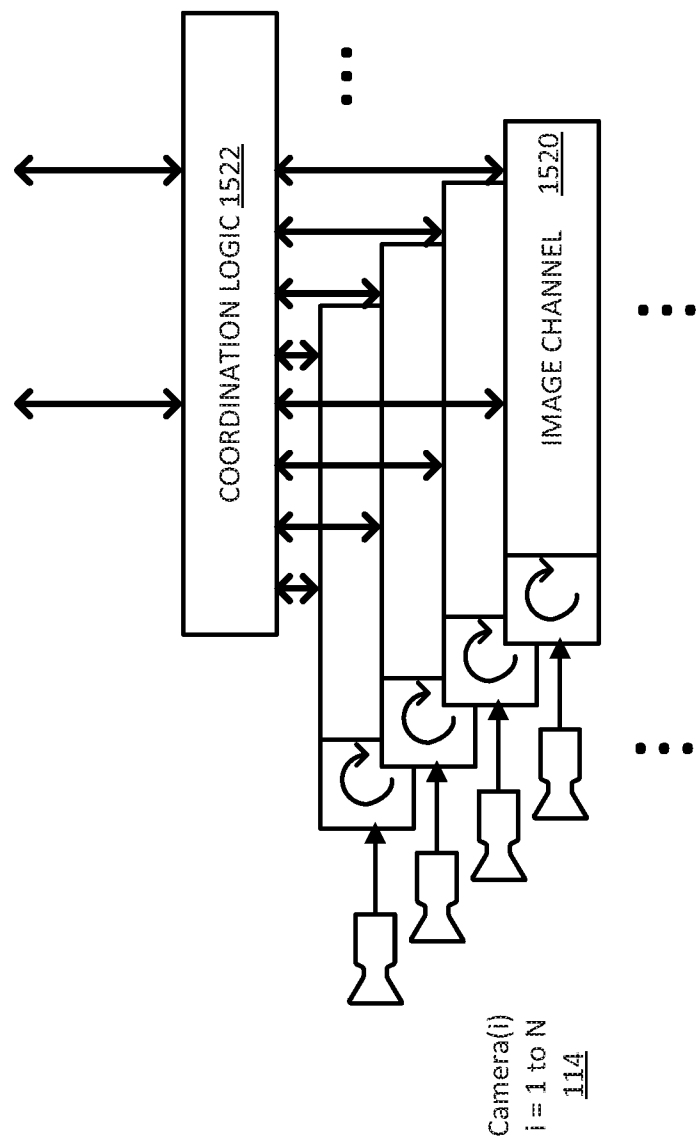 COORDINATION LOGIC 1522
IMAGE CHANNEL 1520
Camera(i)
i = 1 to N
114